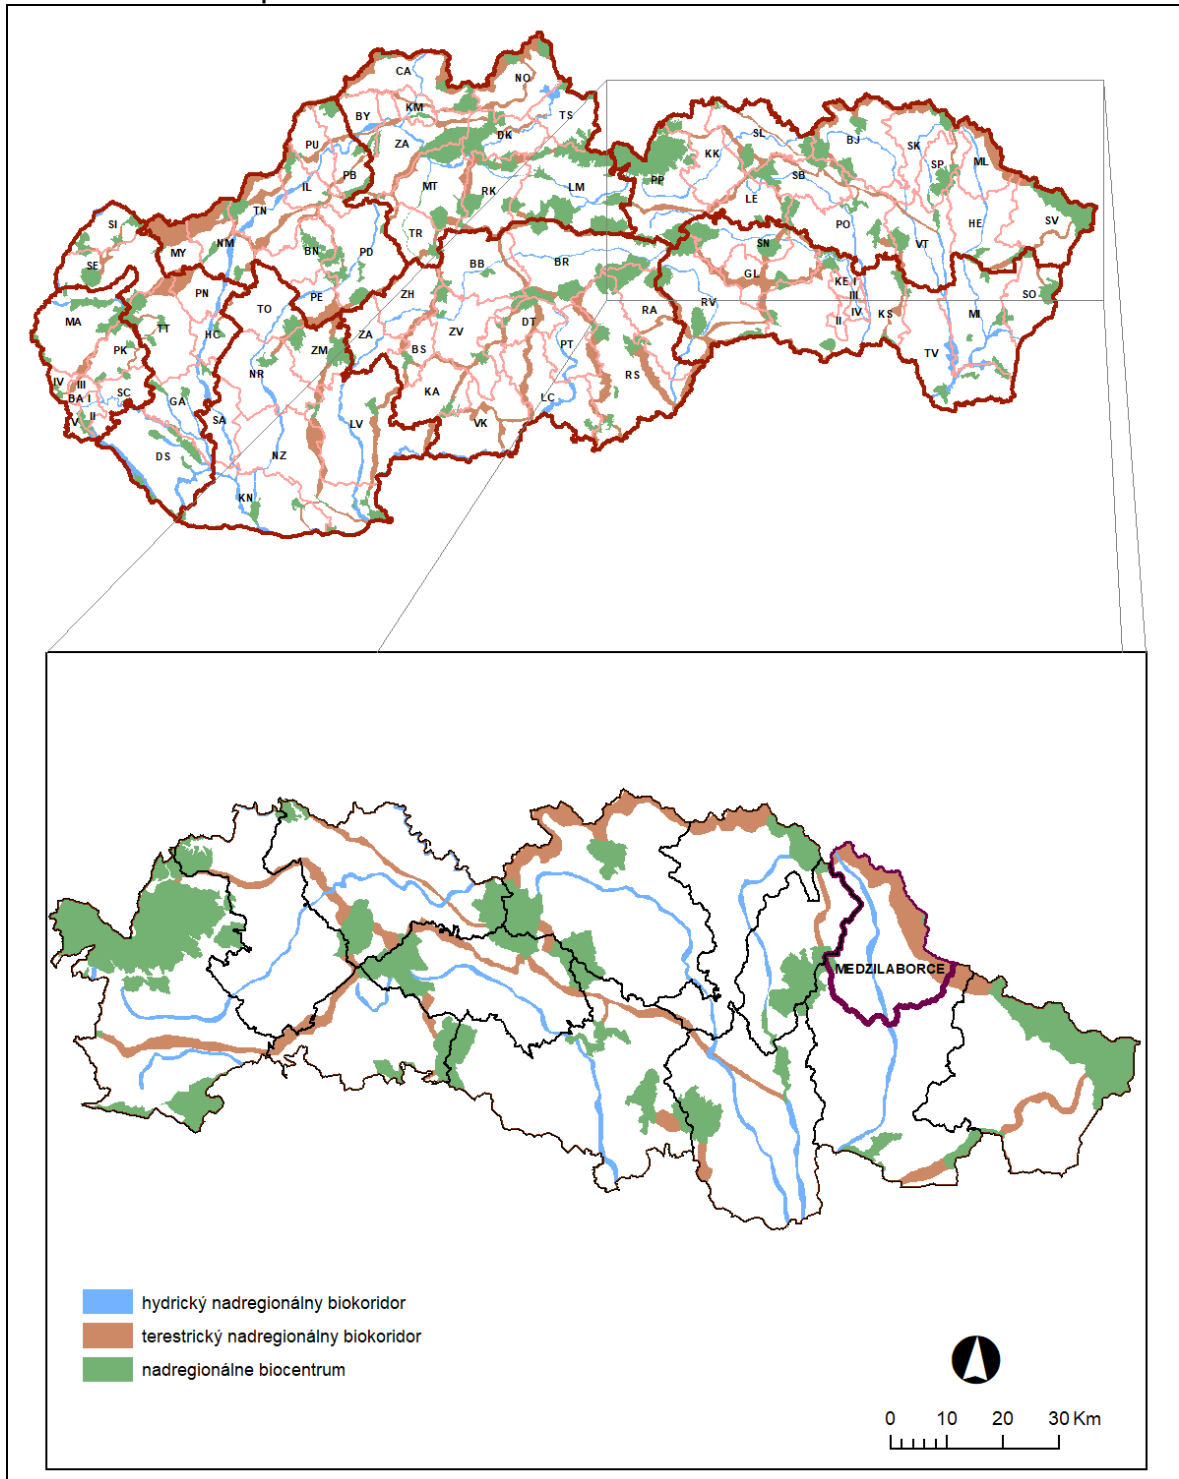 CA
NO
KM
BY
TS
DK
PU
ZA
SL
BJ
SK
KK
SP
ML
PB
IL
MT
RK
LM
PP
SB
LE
TN
SI
TR
PO
HE
SV
NM
MY
BN
PD
SN
VT
SE
BB
BR
GL
KE I
PN
PE
ZH
III
SO
MA
TO
RA
RV
IV
KS
MI
TT
HC
ZA
ZV
DT
II
PK
ZM
BS
PT
TV
IV
III
NR
RS
BA I
SC
GA
KA
LC
V
II
SA
LV
VK
DS
NZ
KN
MEDZILABORCE
hydrický nadregionálny biokoridor
terestrický nadregionálny biokoridor
nadregionálne biocentrum
0 10 20 30 Km